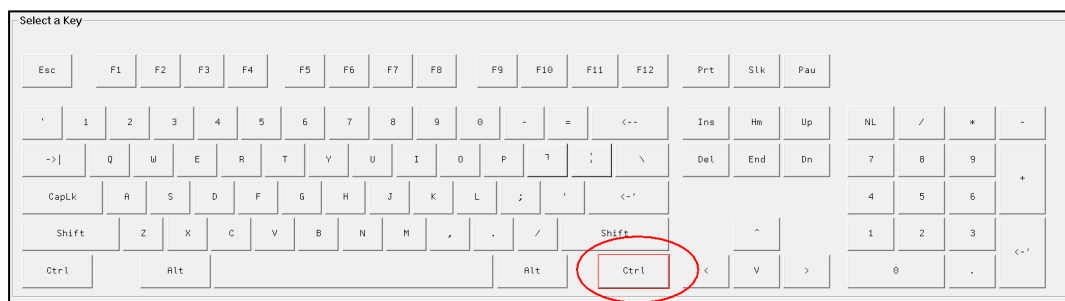 Select a Key
Esc F1 F2 F3 F4 F5 F6 F7 F8 F9 F10 F11 F12 Prt Slk Pau
' 1 2 3 4 5 6 7 8 9 0 - = <-- Ins Hm Up NL / * -
->| Q W E R T Y U I O P ㄱ ¦ \ Del End Dn 7 8 9 +
CapLk A S D F G H J K L ; ' <-' 4 5 6
Shift Z X C V B N M , . / Shift ^ 1 2 3 <-'
Ctrl Alt Alt Ctrl < V > 0 .